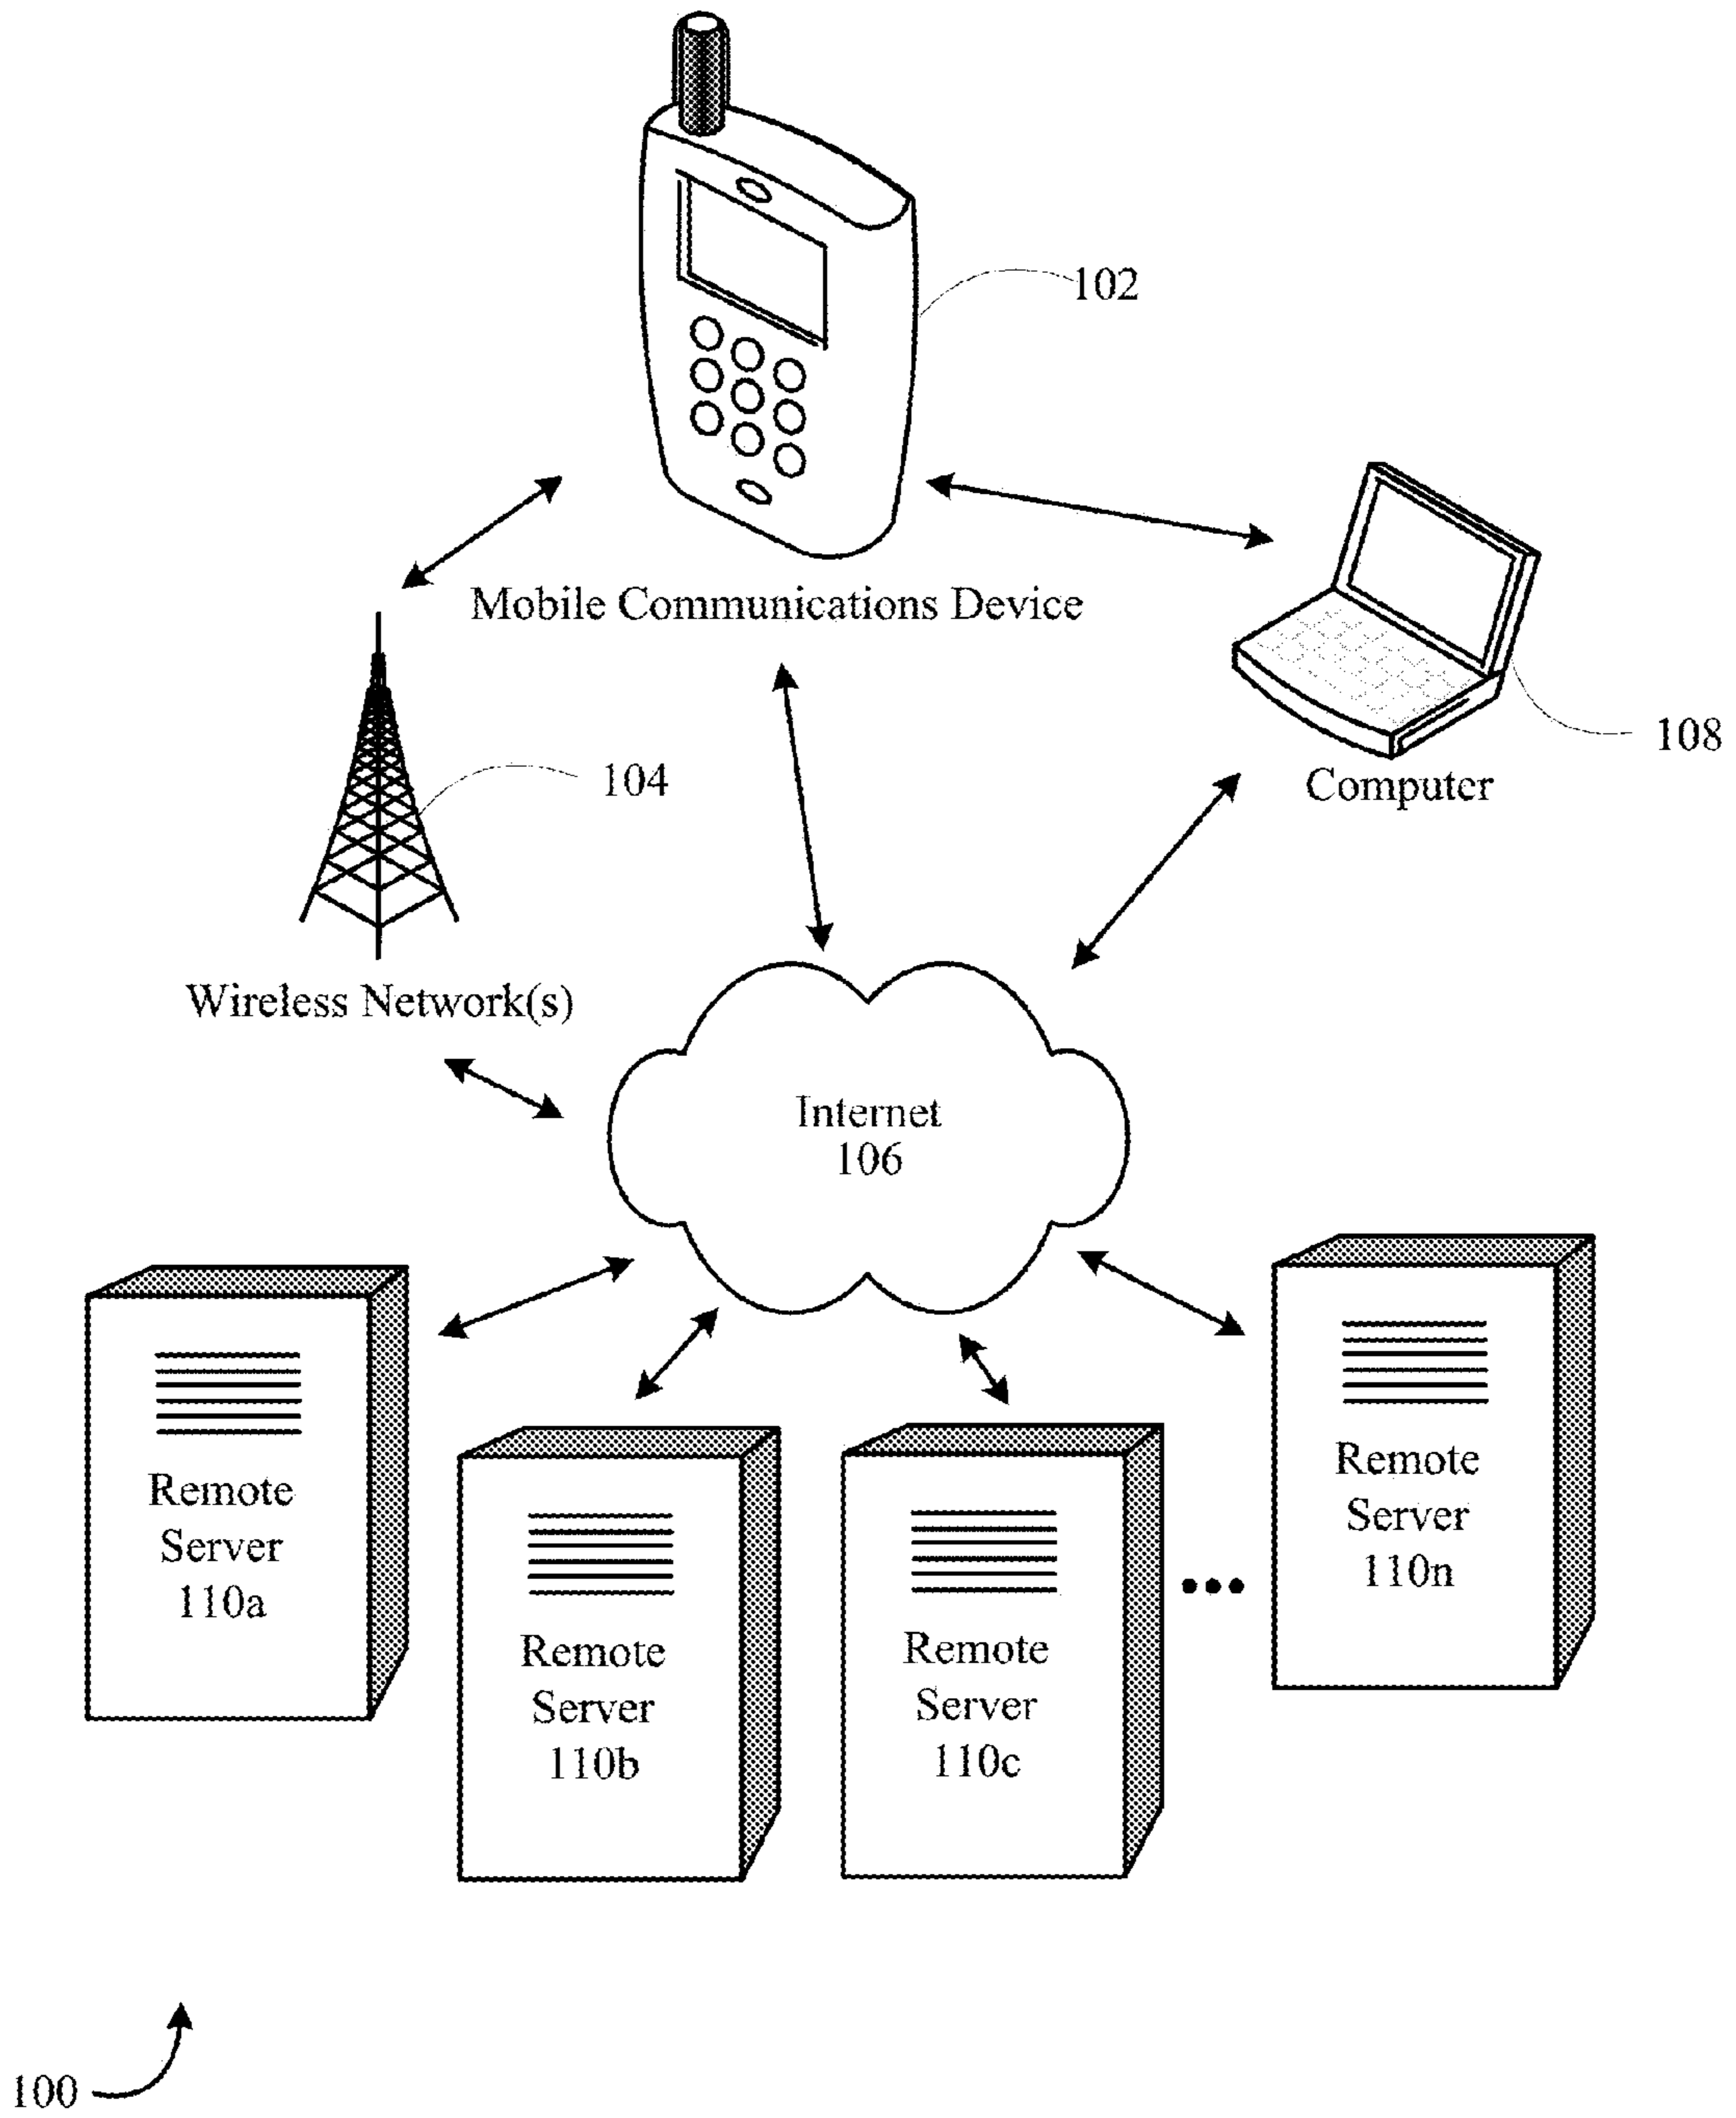 102
Mobile Communications Device
108
Computer
104
Wireless Network(s)
Internet
106
Remote
Server
110a
Remote
Server
110b
Remote
Server
110c
Remote
Server
110n
100